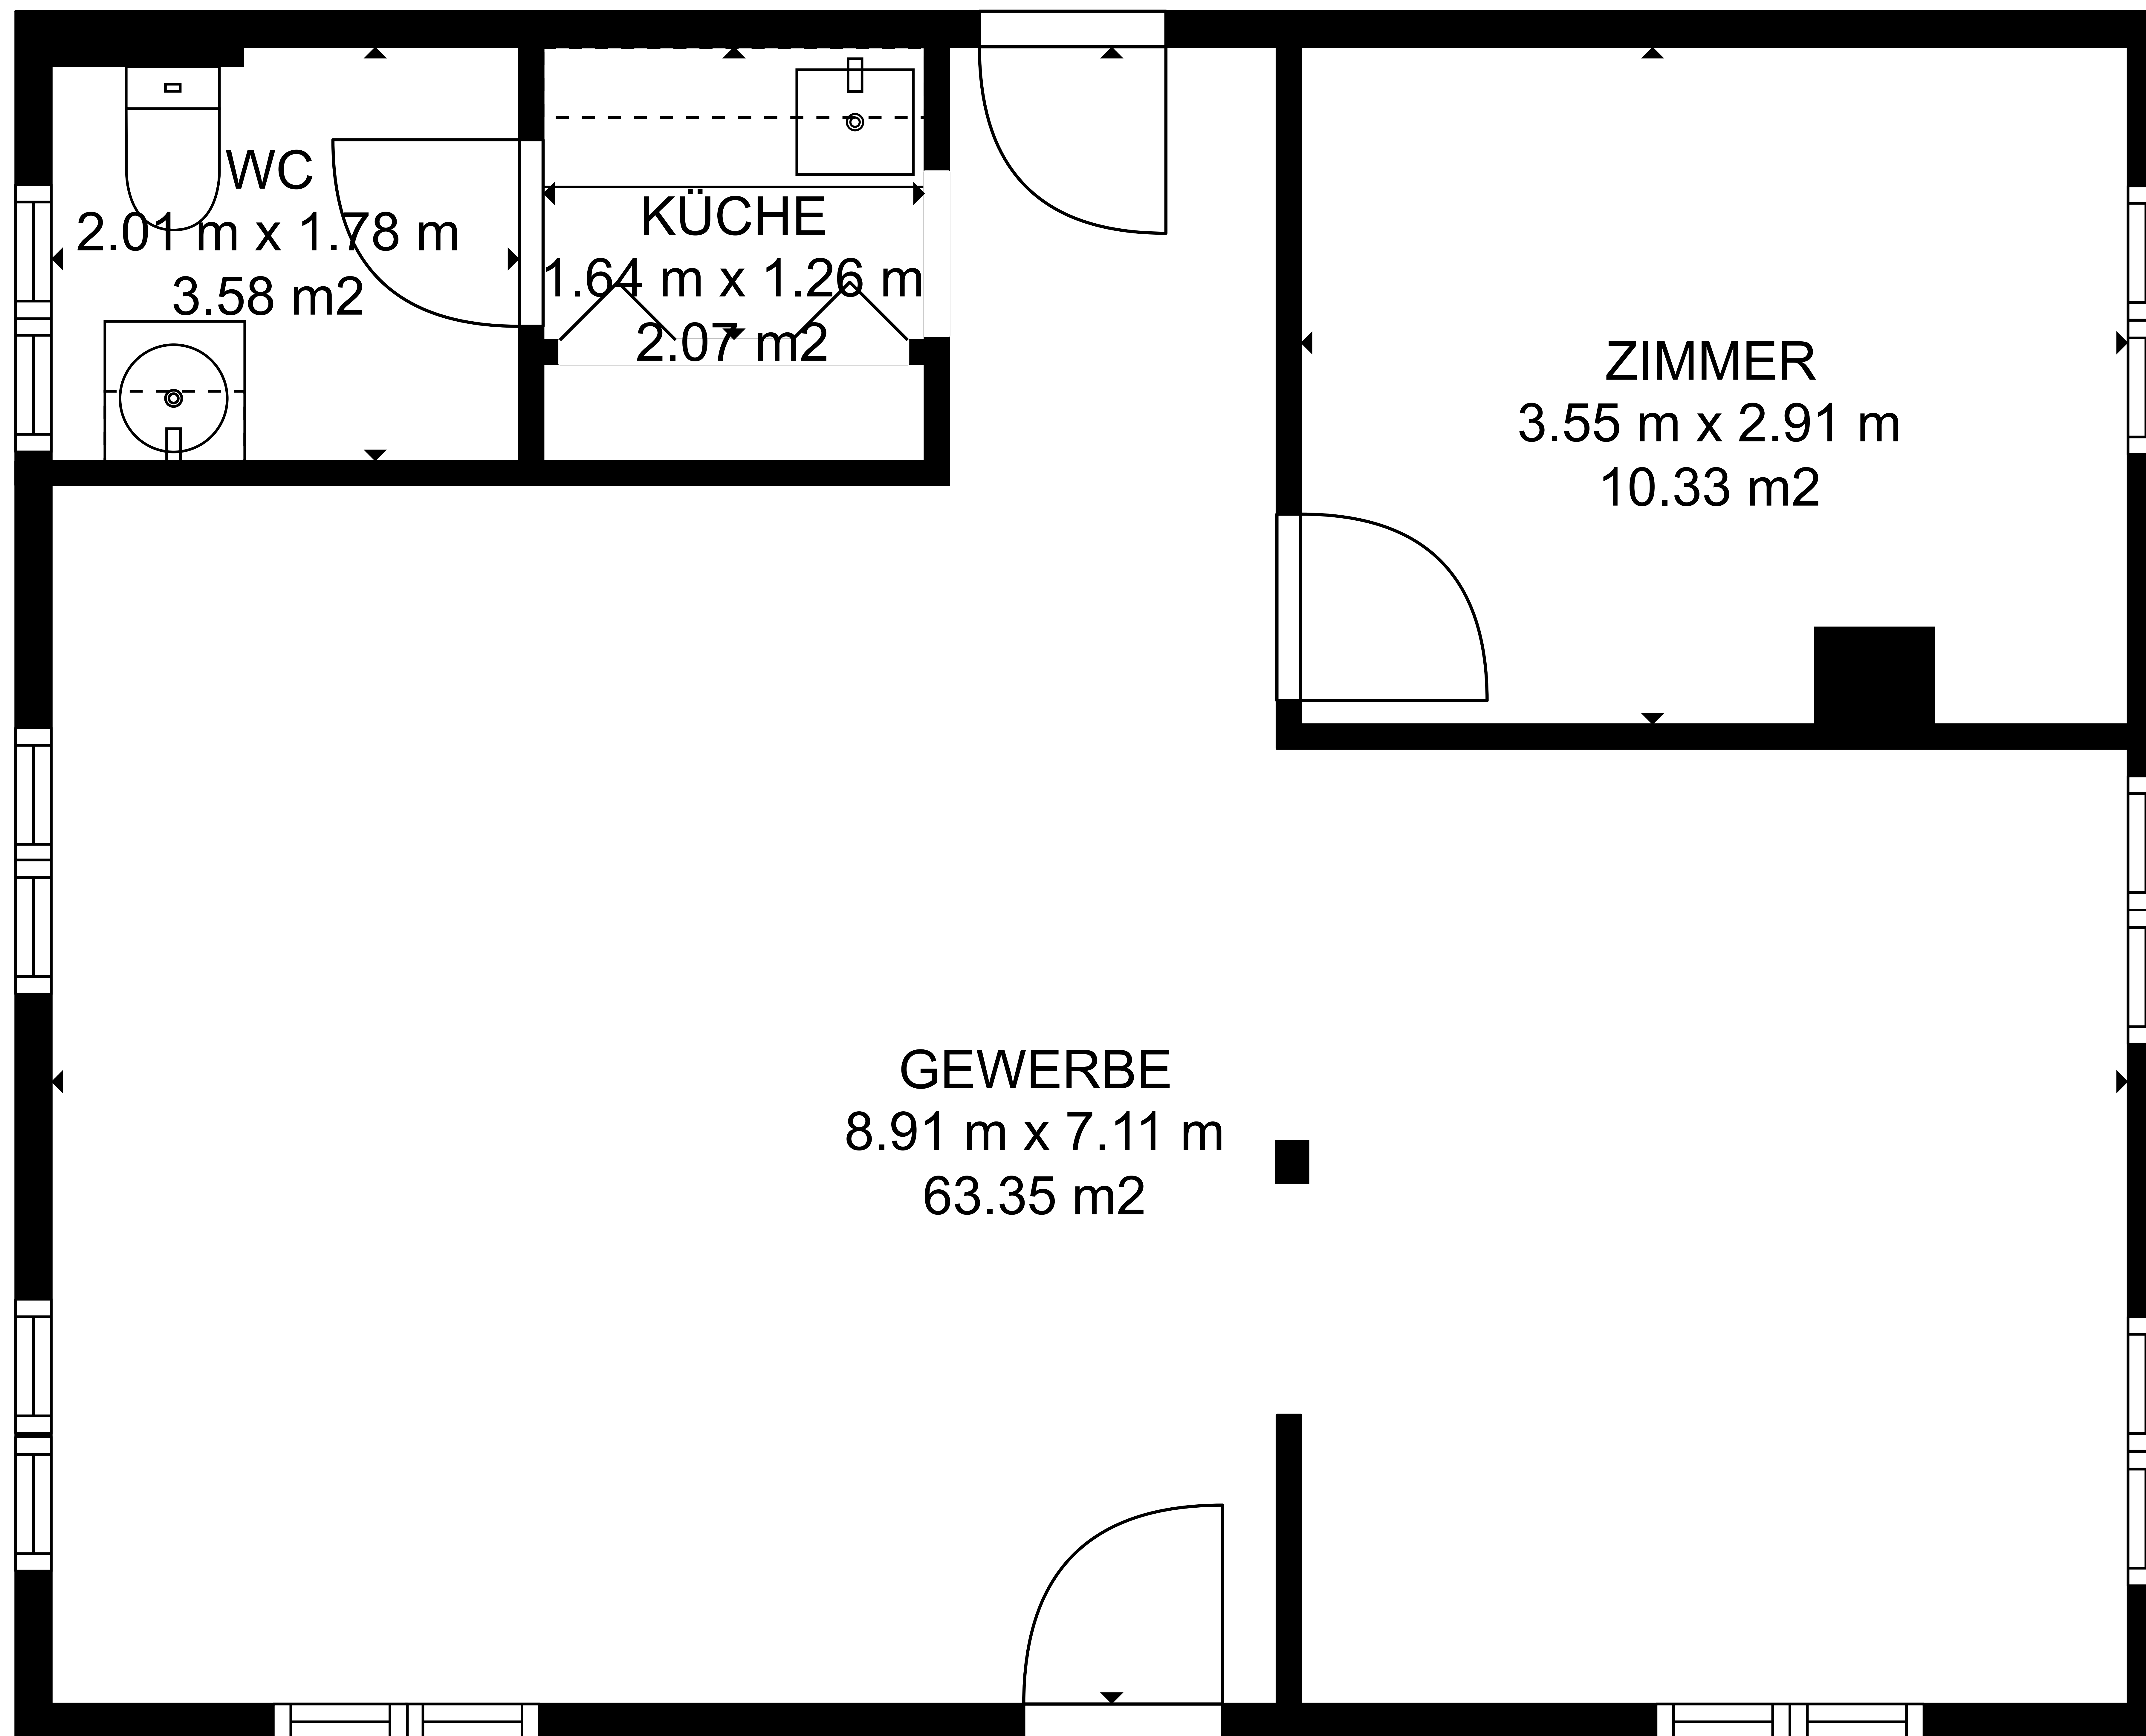 WC
2.01 m x 1.78 m
3.58 m2
KÜCHE
1.64 m x 1.26 m
2.07 m2
ZIMMER
3.55 m x 2.91 m
10.33 m2
GEWERBE
8.91 m x 7.11 m
63.35 m2